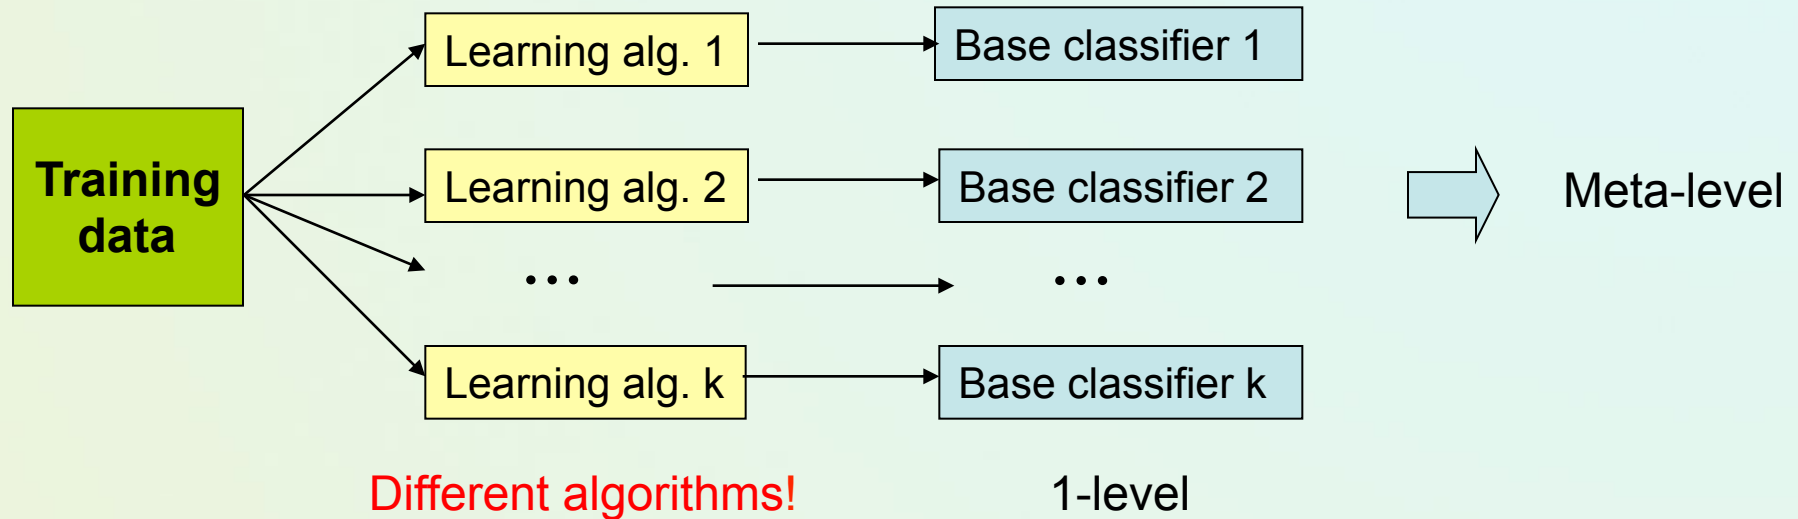 Learning alg. 1
Base classifier 1
Training
data
Learning alg. 2
Base classifier 2
Meta-level
...
...
Learning alg. k
Base classifier k
Different algorithms!
1-level